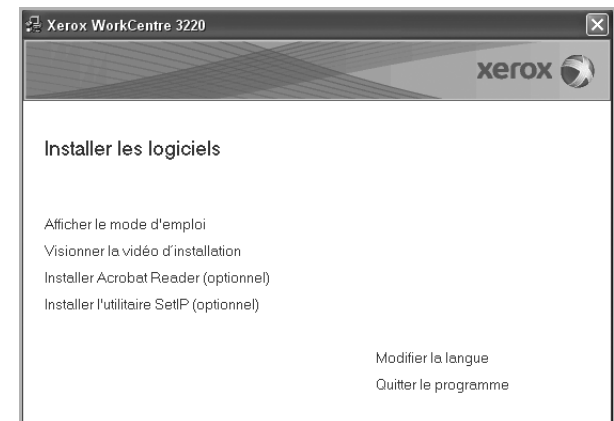 Xerox WorkCentre 3220
xerox
Installer les logiciels
Afficher le mode d'emploi
Visionner la vidéo d'installation
Installer Acrobat Reader (optionnel)
Installer l'utilitaire SetIP (optionnel)
Modifier la langue
Quitter le programme